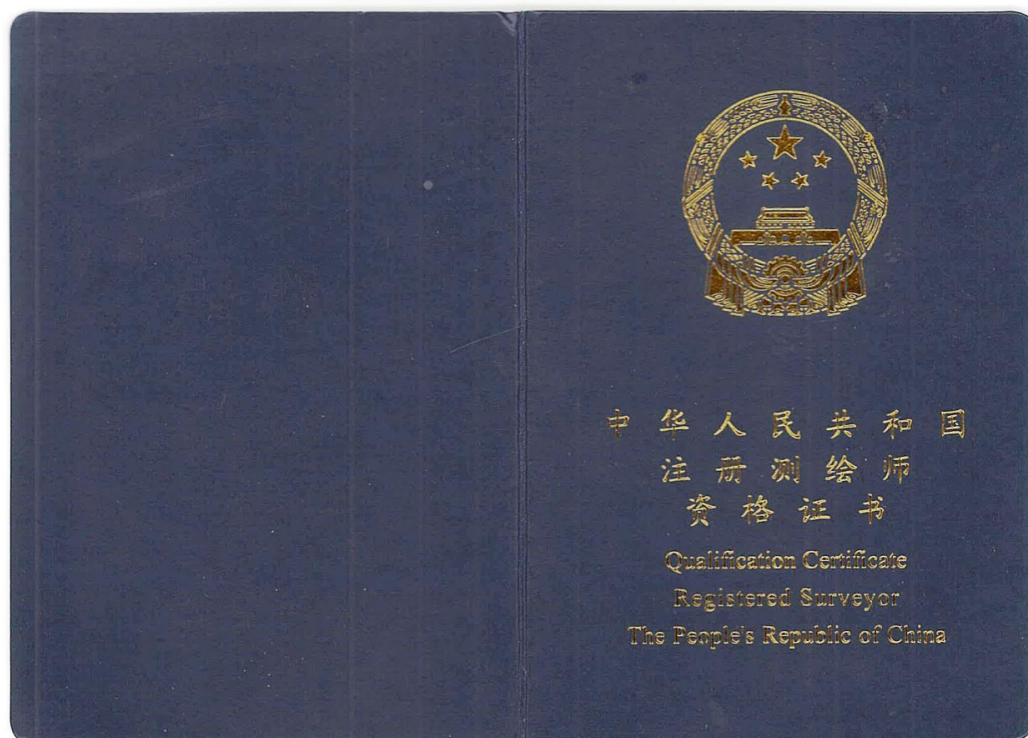 中华人民共和国
注册测绘师
资格证书
Qualification Certificate
Registered Surveyor
The People's Republic of China